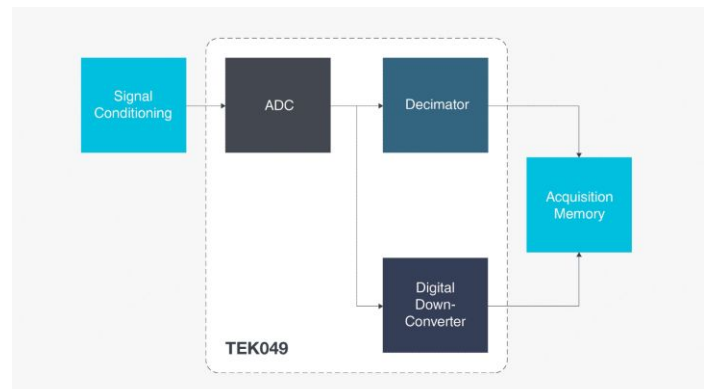 Signal
Conditioning
ADC
Decimator
Acquisition
Memory
Digital
Down-
Converter
TEK049